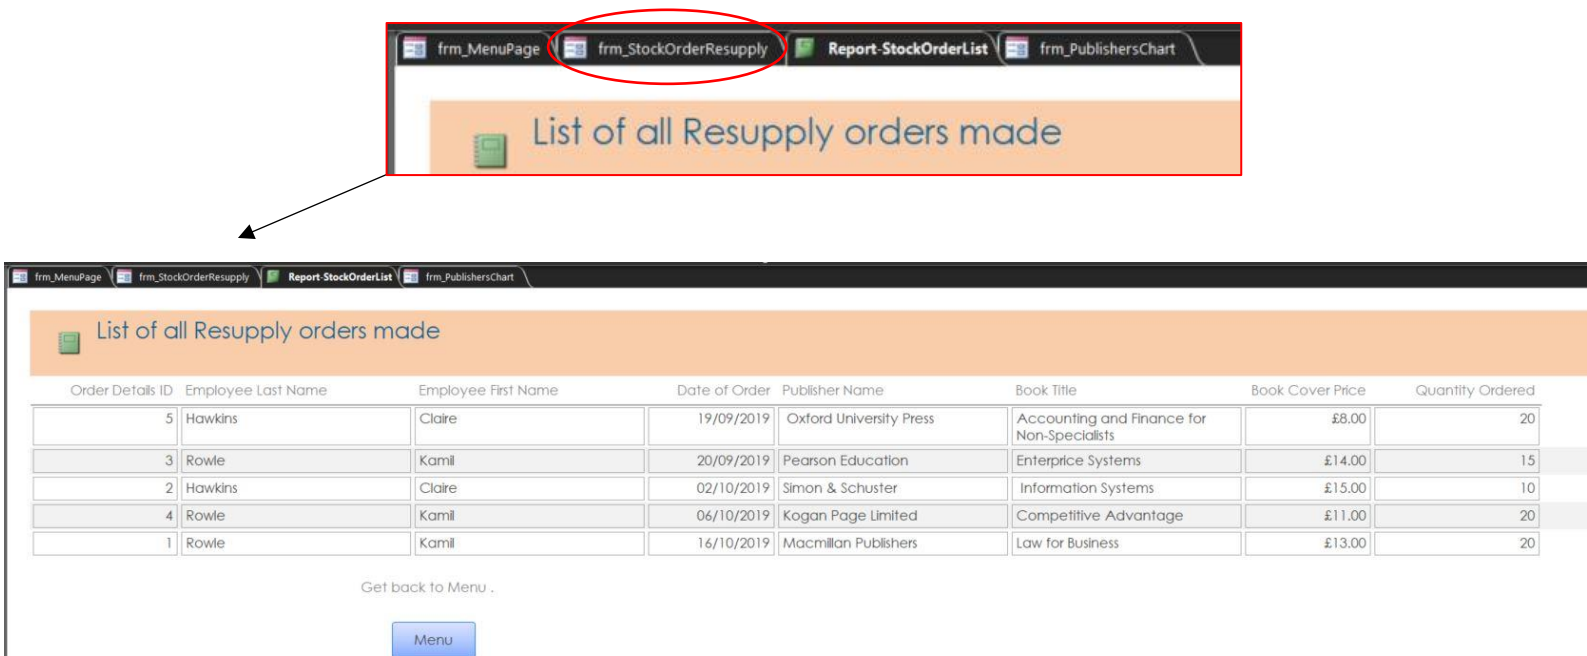 frm_MenuPage frm_StockOrderResupply Report-StockOrderList frm_PublishersChart
List of all Resupply orders made
frm_MenuPage frm_StockOrderResupply Report-StockOrderList frm_PublishersChart
List of all Resupply orders made
Order Details ID Employee Last Name Employee First Name Date of Order Publisher Name Book Title Book Cover Price Quantity Ordered
5 Hawkins Claire 19/09/2019 Oxford University Press Accounting and Finance for £8.00 20
Non-Specialists
3 Rowle Kamil 20/09/2019 Pearson Education Enterprice Systems £14.00 15
2 Hawkins Claire 02/10/2019 Simon & Schuster Information Systems £15.00 10
4 Rowle Kamil 06/10/2019 Kogan Page Limited Competitive Advantage £11.00 20
1 Rowle Kamil 16/10/2019 Macmillan Publishers Law for Business £13.00 20
Get back to Menu .
Menu